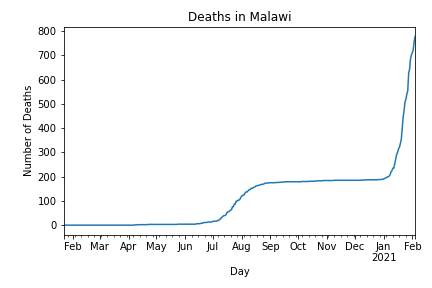 Deaths in Malawi
800
700
600
500
400
300
200
100
0
Number of Deaths
Feb Mar Apr May Jun Jul Aug Sep Oct Nov Dec Jan Feb
2021
Day